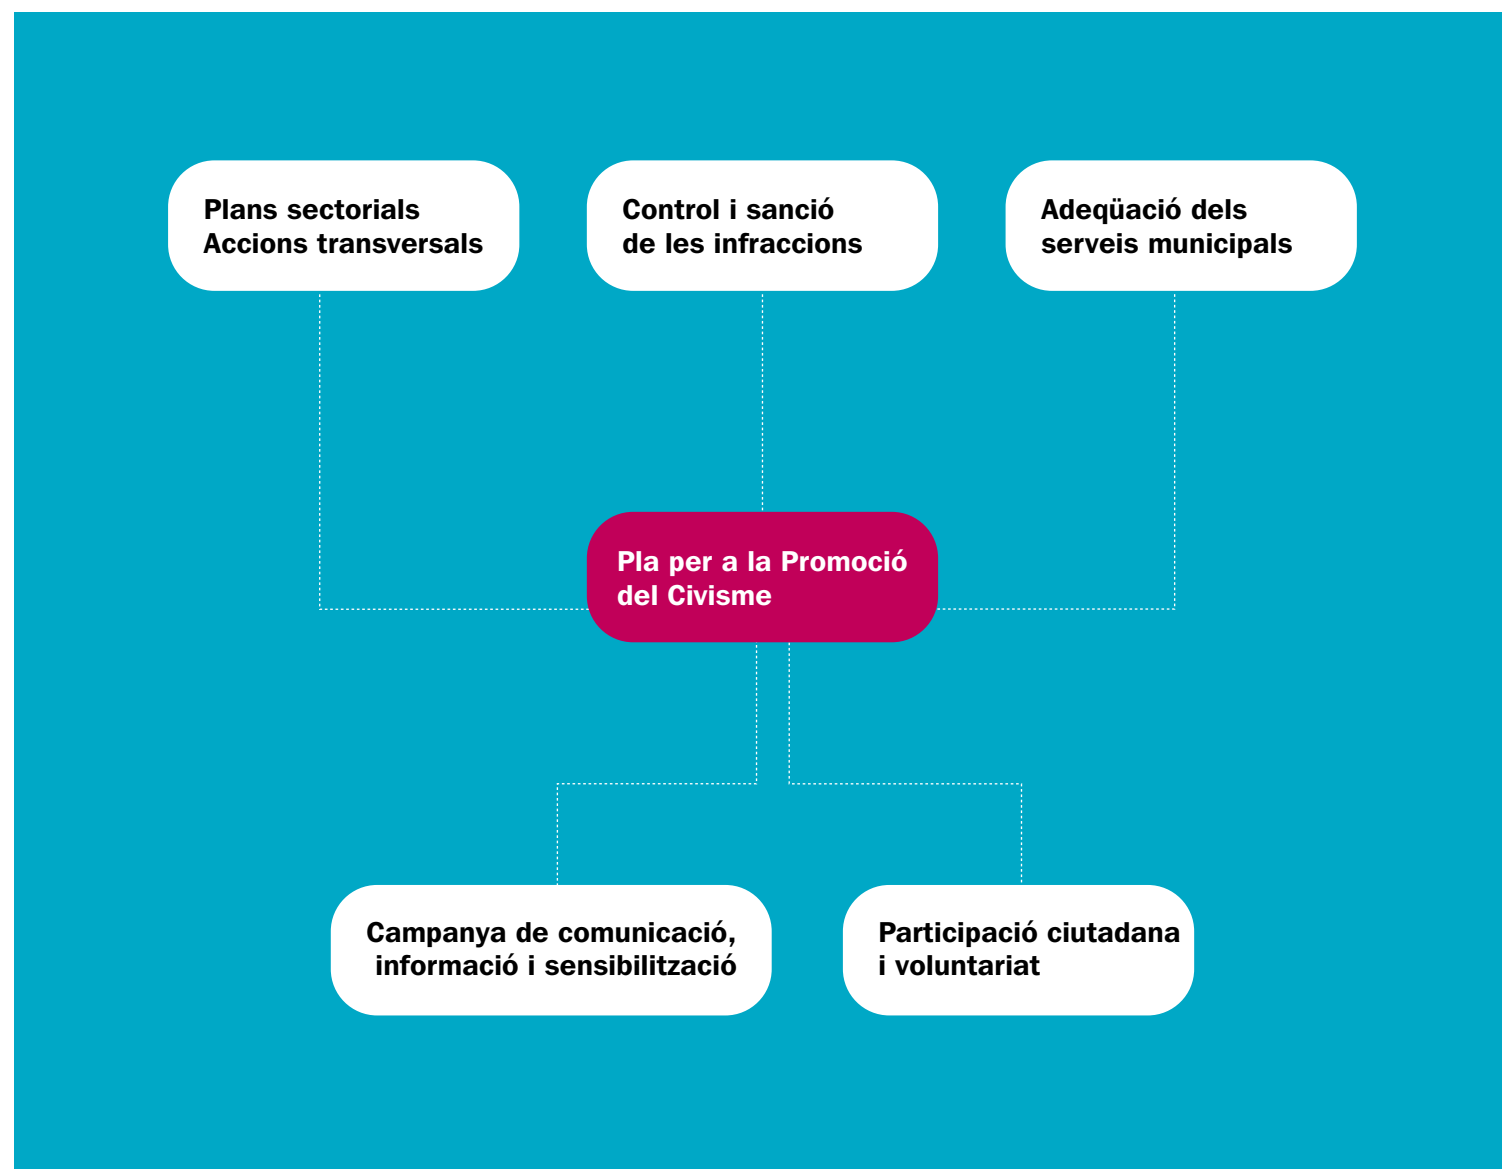 Plans sectorials
Accions transversals
Control i sanció
de les infraccions
Adeqüació dels
serveis municipals
Pla per a la Promoció
del Civisme
Campanya de comunicació,
informació i sensibilització
Participació ciutadana
i voluntariat